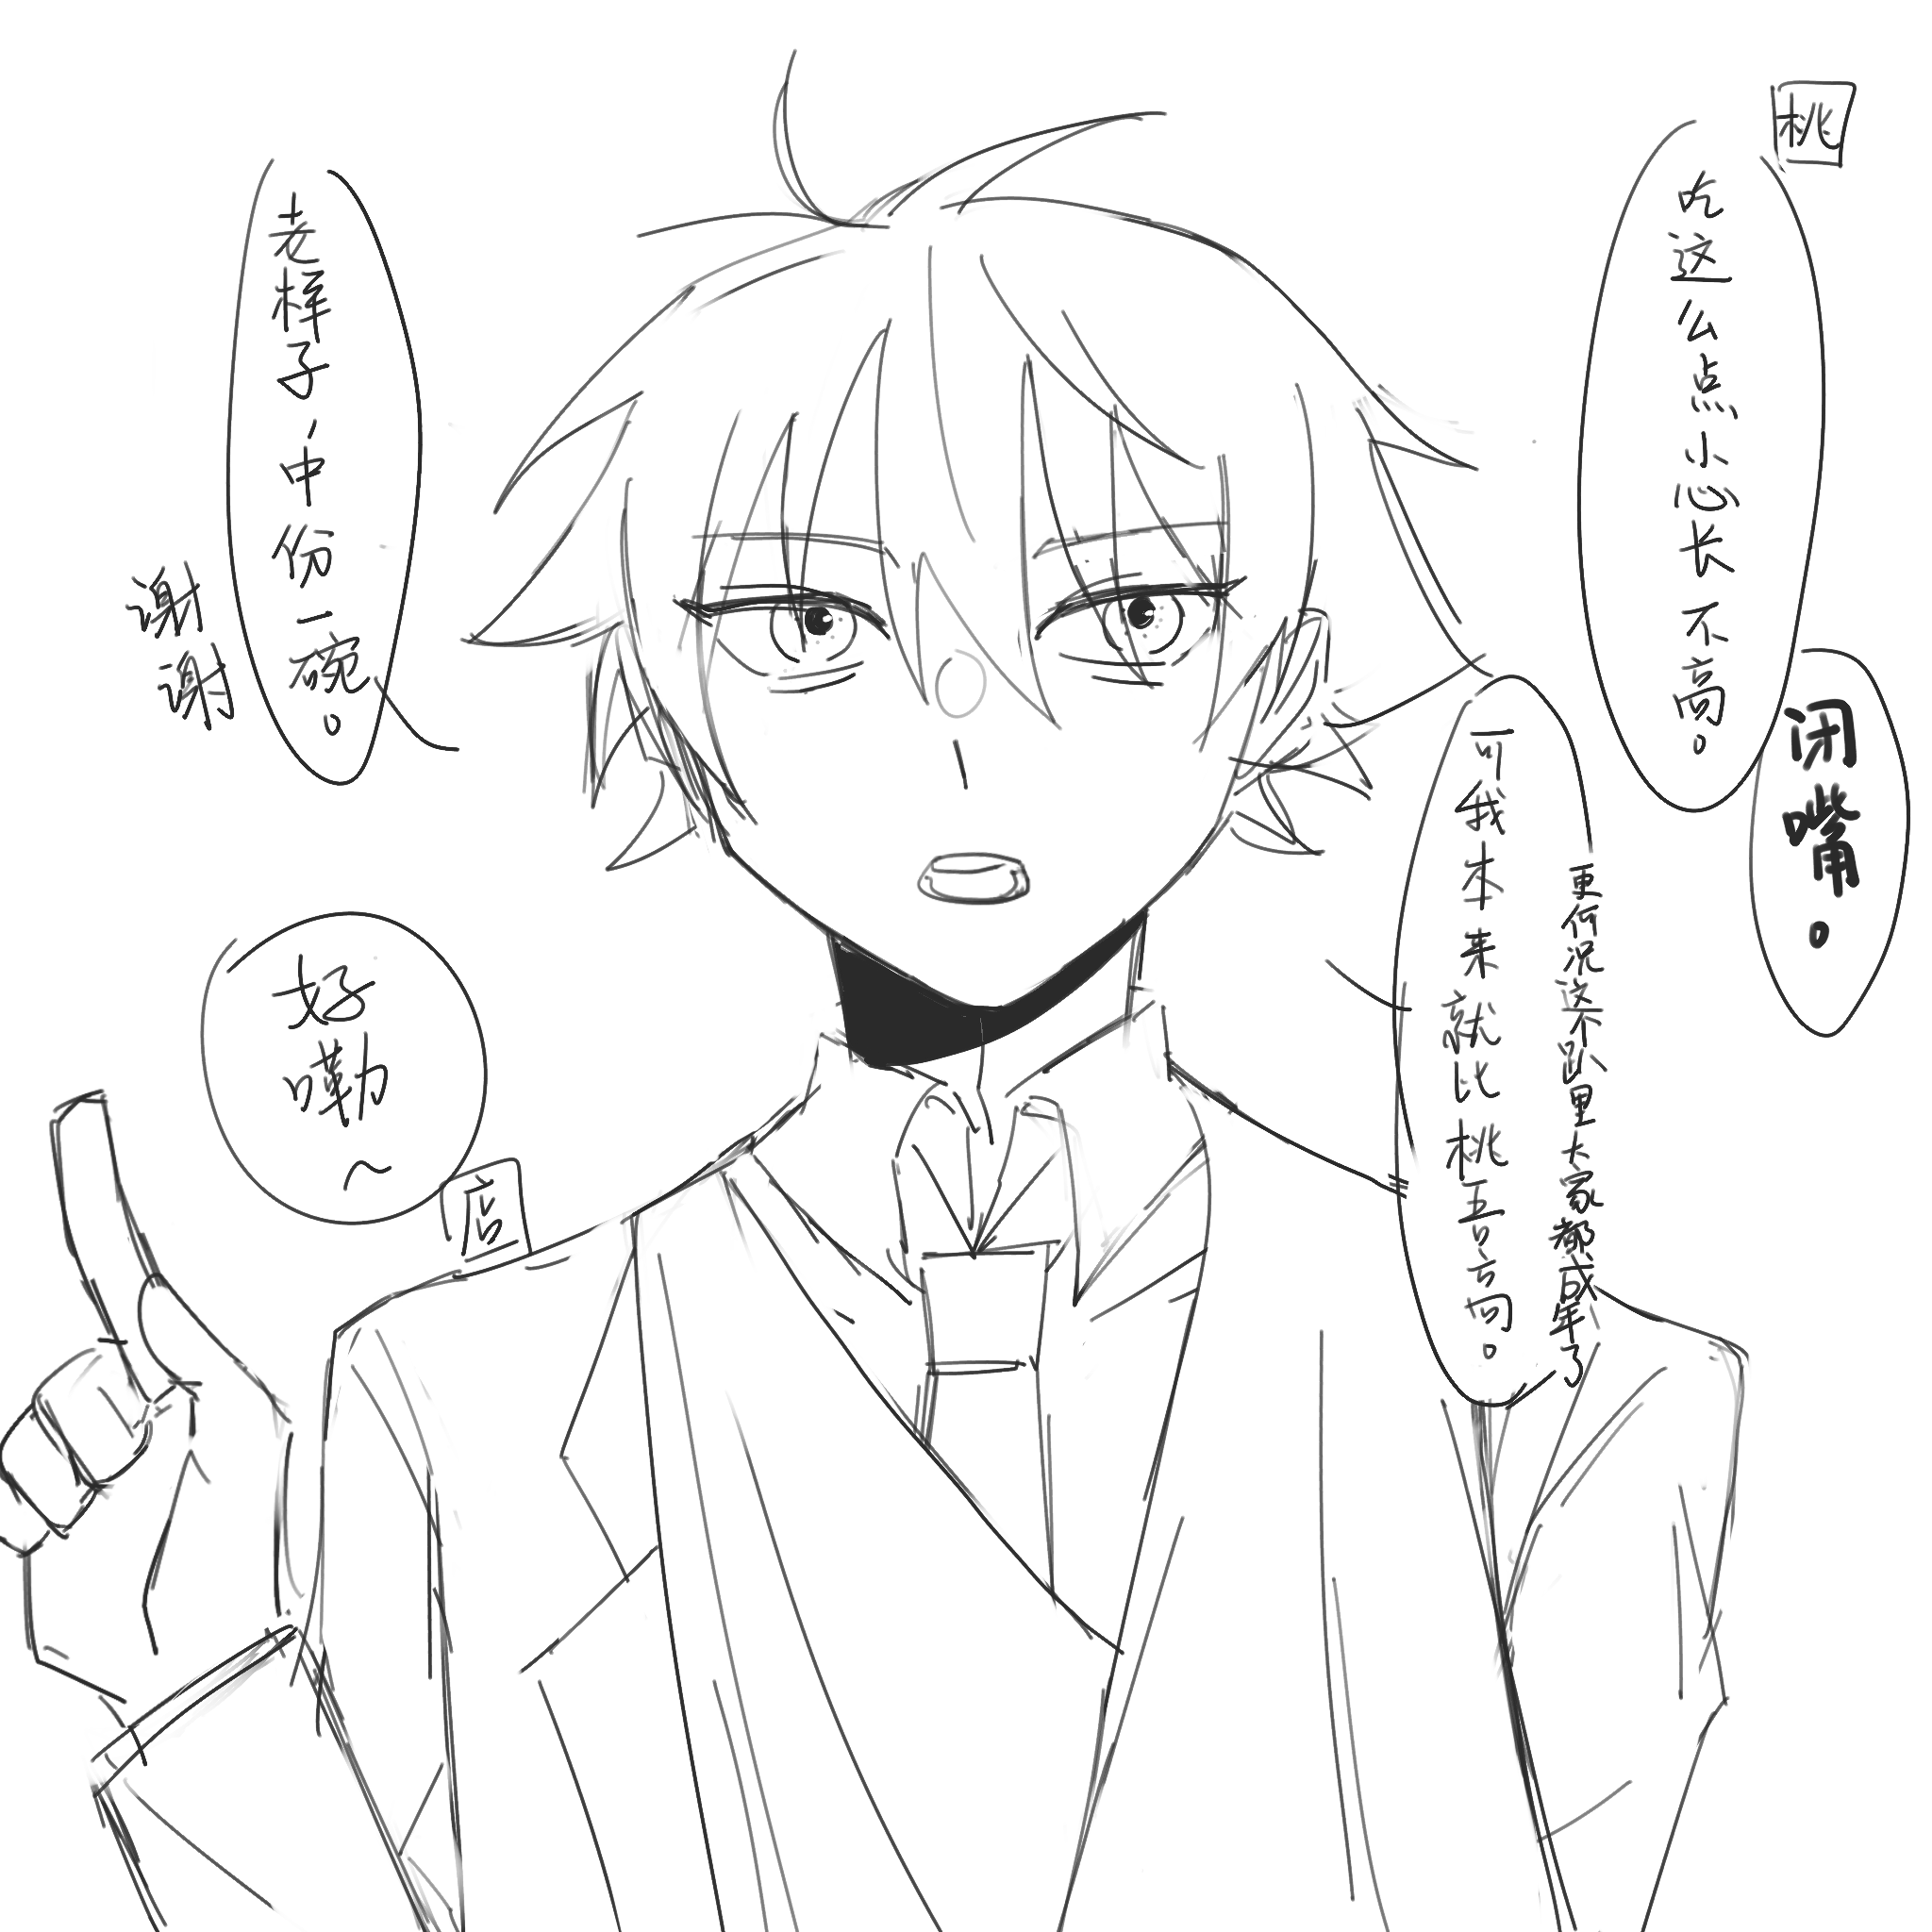 桃
吃这么点小心长不高。
闭嘴。
更何况这个趴里大家都成年了
可我本来就比桃吾高。
老样子、中份一碗。
谢谢
好嘞~
店